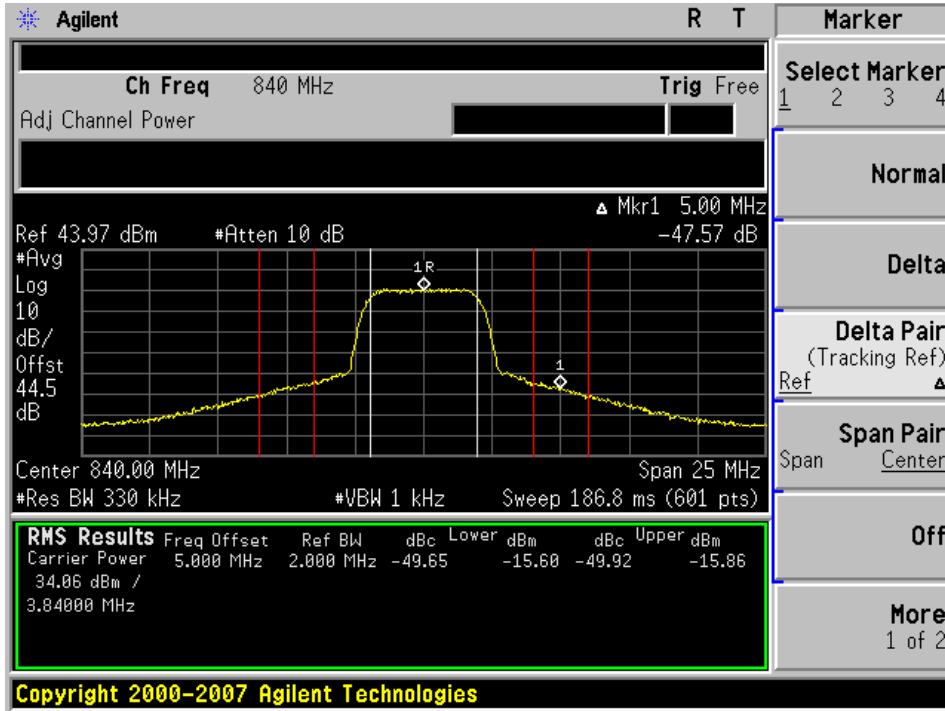 Agilent R T
Marker
Ch Freq 840 MHz Trig Free
Adj Channel Power
Select Marker
1 2 3 4
Normal
Delta
Delta Pair
(Tracking Ref)
Ref Δ
Span Pair
Span Center
Off
More
1 of 2
Δ Mkr1 5.00 MHz
Ref 43.97 dBm #Atten 10 dB -47.57 dB
#Avg
Log
10
dB/
Offst
44.5
dB
1R
1
Center 840.00 MHz Span 25 MHz
#Res BW 330 kHz #VBW 1 kHz Sweep 186.8 ms (601 pts)
RMS Results Freq Offset Ref BW dBc Lower dBm dBc Upper dBm
Carrier Power 5.000 MHz 2.000 MHz -49.65 -15.60 -49.92 -15.86
34.06 dBm /
3.84000 MHz
Copyright 2000-2007 Agilent Technologies